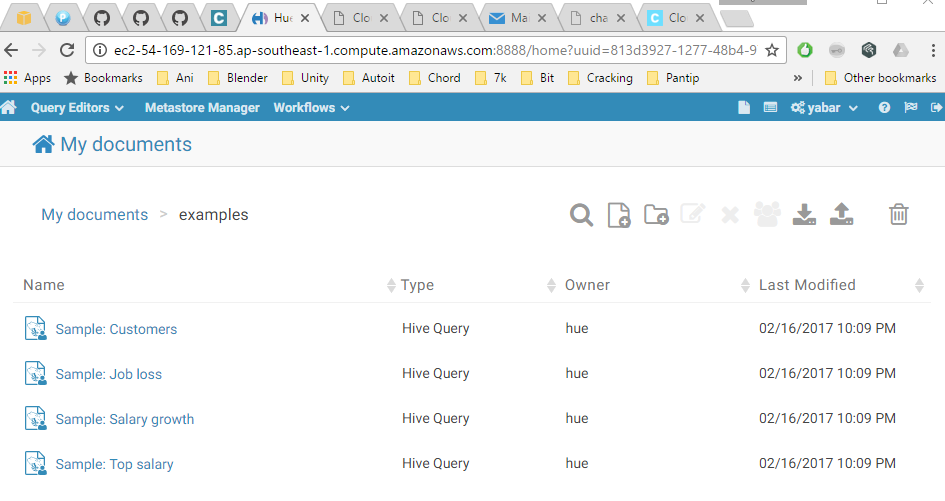 Hue
Clo
Clo
Ma
cha
Clo
ec2-54-169-121-85.ap-southeast-1.compute.amazonaws.com:8888/home?uuid=813d3927-1277-48b4-9
Apps Bookmarks Ani Blender Unity Autoit Chord 7k Bit Cracking Pantip » Other bookmarks
Query Editors Metastore Manager Workflows yabar
My documents
My documents > examples
Name Type Owner Last Modified
Sample: Customers Hive Query hue 02/16/2017 10:09 PM
Sample: Job loss Hive Query hue 02/16/2017 10:09 PM
Sample: Salary growth Hive Query hue 02/16/2017 10:09 PM
Sample: Top salary Hive Query hue 02/16/2017 10:09 PM